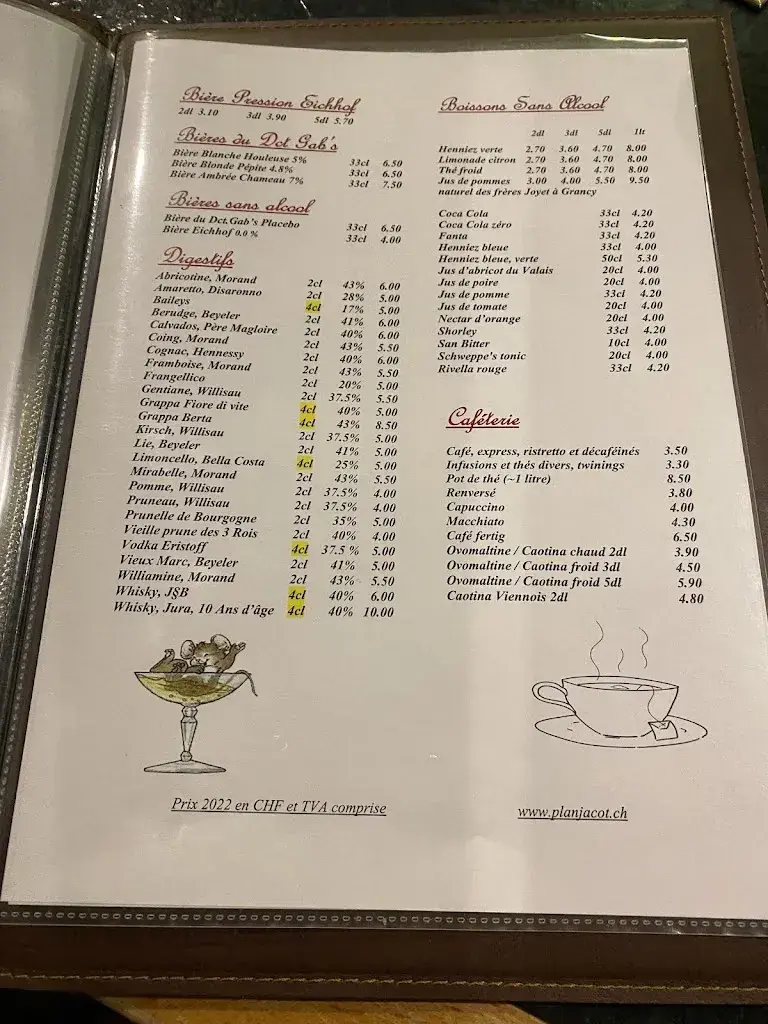 Bière Pression Eichhof
2dl 3.10 3dl 3.90 5dl 5.70
Bières du Dct Gab's
Bière Blanche Houleuse 5% 33cl 6.50
Bière Blonde Pépite 4.8% 33cl 6.50
Bière Ambrée Chameau 7% 33cl 7.50
Bières sans alcool
Bière du Dct.Gab's Placebo 33cl 6.50
Bière Eichhof 0.0 % 33cl 4.00
Digestifs
Abricotine, Morand 2cl 43% 6.00
Amaretto, Disaronno 2cl 28% 5.00
Baileys 4cl 17% 5.00
Berudge, Beyeler 2cl 41% 6.00
Calvados, Père Magloire 2cl 40% 6.00
Coing, Morand 2cl 43% 5.50
Cognac, Hennessy 2cl 40% 6.00
Framboise, Morand 2cl 43% 5.50
Frangellico 2cl 20% 5.00
Gentiane, Willisau 2cl 37.5% 5.50
Grappa Fiore di vite 4cl 40% 5.00
Grappa Berta 4cl 43% 8.50
Kirsch, Willisau 2cl 37.5% 5.00
Lie, Beyeler 2cl 41% 5.00
Limoncello, Bella Costa 4cl 25% 5.00
Mirabelle, Morand 2cl 43% 5.50
Pomme, Willisau 2cl 37.5% 4.00
Pruneau, Willisau 2cl 37.5% 4.00
Prunelle de Bourgogne 2cl 35% 5.00
Vieille prune des 3 Rois 2cl 40% 4.00
Vodka Eristoff 4cl 37.5 % 5.00
Vieux Marc, Beyeler 2cl 41% 5.00
Williamine, Morand 2cl 43% 5.50
Whisky, J§B 4cl 40% 6.00
Whisky, Jura, 10 Ans d'âge 4cl 40% 10.00
Prix 2022 en CHF et TVA comprise
Boissons Sans Alcool
2dl 3dl 5dl 1lt
Henniez verte 2.70 3.60 4.70 8.00
Limonade citron 2.70 3.60 4.70 8.00
Thé froid 2.70 3.60 4.70 8.00
Jus de pommes 3.00 4.00 5.50 9.50
naturel des frères Joyet à Grancy
Coca Cola 33cl 4.20
Coca Cola zéro 33cl 4.20
Fanta 33cl 4.20
Henniez bleue 33cl 4.00
Henniez bleue, verte 50cl 5.30
Jus d'abricot du Valais 20cl 4.00
Jus de poire 20cl 4.00
Jus de pomme 33cl 4.20
Jus de tomate 20cl 4.00
Nectar d'orange 20cl 4.00
Shorley 33cl 4.20
San Bitter 10cl 4.00
Schweppe's tonic 20cl 4.00
Rivella rouge 33cl 4.20
Caféterie
Café, express, ristretto et décaféinés 3.50
Infusions et thés divers, twinings 3.30
Pot de thé (~1 litre) 8.50
Renversé 3.80
Capuccino 4.00
Macchiato 4.30
Café fertig 6.50
Ovomaltine / Caotina chaud 2dl 3.90
Ovomaltine / Caotina froid 3dl 4.50
Ovomaltine / Caotina froid 5dl 5.90
Caotina Viennois 2dl 4.80
www.planjacot.ch